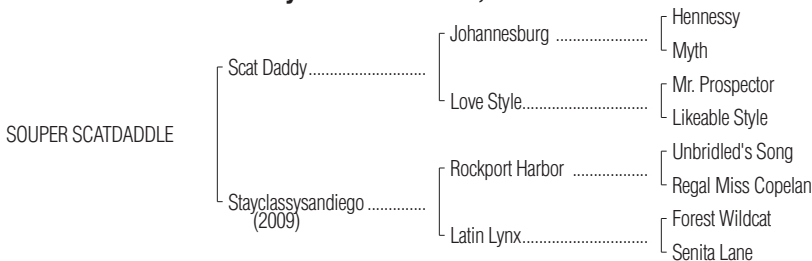 Hennessy
Johannesburg ......................
Myth
Scat Daddy...........................
Mr. Prospector
Love Style.............................
Likeable Style
SOUPER SCATDADDLE
Unbridled's Song
Rockport Harbor ..................
Regal Miss Copelan
Stayclassysandiego ..............
(2009)
Forest Wildcat
Latin Lynx.............................
Senita Lane